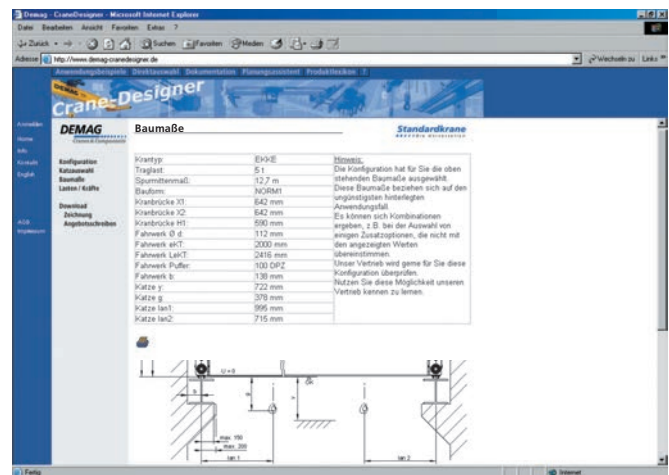 Demag - CraneDesigner - Microsoft Internet Explorer
Datei Bearbeiten Ansicht Favoriten Extras ?
Zurück Suchen Favoriten Medien
Adresse http://www.demag-cranedesigner.de Wechseln zu Links
Anwendungsbeispiele Direktauswahl Dokumentation Planungsassistent Produktlexikon ?
DEMAG
Crane-Designer
Anmelden
Home
Info
Kontakt
English
AGB
Impressum
DEMAG
Cranes & Components
Konfiguration
Katzauswahl
Baumaße
Lasten / Kräfte
Download
Zeichnung
Angebotsschreiben
Baumaße
Standardkrane
Krantyp: EKKE
Traglast: 5 t
Spurmittenmaß: 12,7 m
Bauform: NORM1
Kranbrücke X1: 642 mm
Kranbrücke X2: 642 mm
Kranbrücke H1: 590 mm
Fahrwerk Ø d: 112 mm
Fahrwerk eKT: 2000 mm
Fahrwerk LeKT: 2416 mm
Fahrwerk Puffer: 100 DPZ
Fahrwerk b: 138 mm
Katze y: 722 mm
Katze g: 378 mm
Katze lan1: 995 mm
Katze lan2: 715 mm
Hinweis:
Die Konfiguration hat für Sie die oben
stehenden Baumaße ausgewählt.
Diese Baumaße beziehen sich auf den
ungünstigsten hinterlegten
Anwendungsfall.
Es können sich Kombinationen
ergeben, z.B. bei der Auswahl von
einigen Zusatzoptionen, die nicht mit
den angezeigten Werten
übereinstimmen.
Unser Vertrieb wird gerne für Sie diese
Konfiguration überprüfen.
Nutzen Sie diese Möglichkeit unseren
Vertrieb kennen zu lernen.
U = 0
b
g
y
OK
max. 150
max. 200
lan 1
lan 2
Fertig
Internet